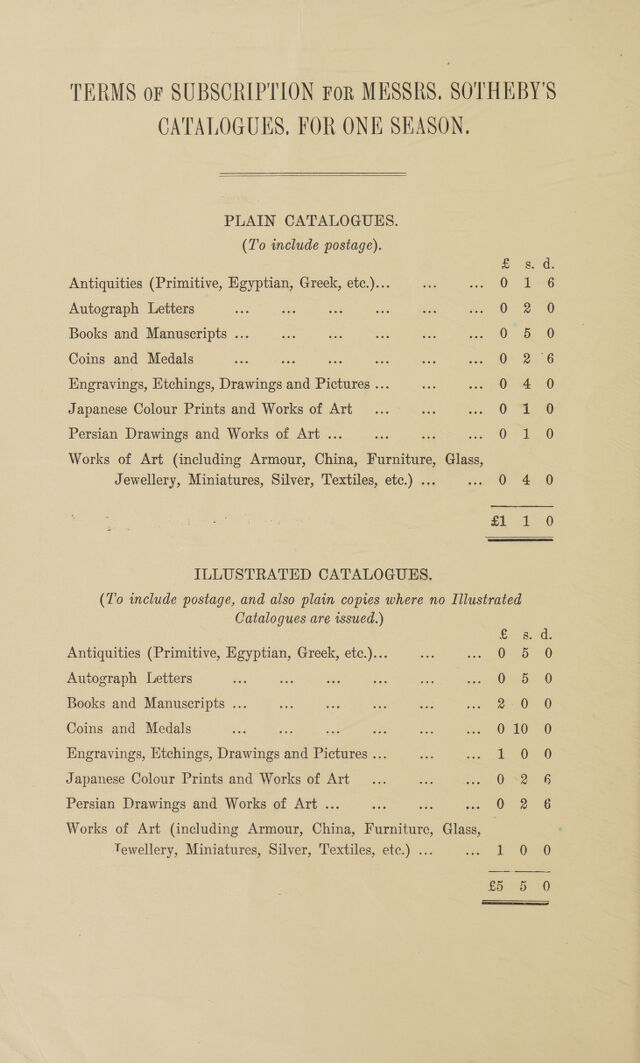 TERMS OF SUBSCRIPTION FOR MESSRS. SOTHEBY'S
CATALOGUES, FOR ONE SEASON.
PLAIN CATALOGUES.
(To include postage).
£ s. d.
Antiquities (Primitive, Egyptian, Greek, etc.)... ... ... 0 1 6
Autograph Letters ... ... ... ... ... ... 0 2 0
Books and Manuscripts ... ... ... ... ... ... 0 5 0
Coins and Medals ... ... ... ... ... ... 0 2 6
Engravings, Etchings, Drawings and Pictures ... ... ... 0 4 0
Japanese Colour Prints and Works of Art ... ... ... 0 1 0
Persian Drawings and Works of Art ... ... ... ... 0 1 0
Works of Art (including Armour, China, Furniture, Glass,
Jewellery, Miniatures, Silver, Textiles, etc.) ... ... 0 4 0
£1 1 0
ILLUSTRATED CATALOGUES.
(To include postage, and also plain copies where no Illustrated
Catalogues are issued.)
£ s. d.
Antiquities (Primitive, Egyptian, Greek, etc.)... ... ... 0 5 0
Autograph Letters ... ... ... ... ... ... 0 5 0
Books and Manuscripts ... ... ... ... ... ... 2 0 0
Coins and Medals ... ... ... ... ... ... 0 10 0
Engravings, Etchings, Drawings and Pictures ... ... ... 1 0 0
Japanese Colour Prints and Works of Art ... ... ... 0 2 6
Persian Drawings and Works of Art ... ... ... ... 0 2 6
Works of Art (including Armour, China, Furniture, Glass,
Jewellery, Miniatures, Silver, Textiles, etc.) ... ... 1 0 0
£5 5 0